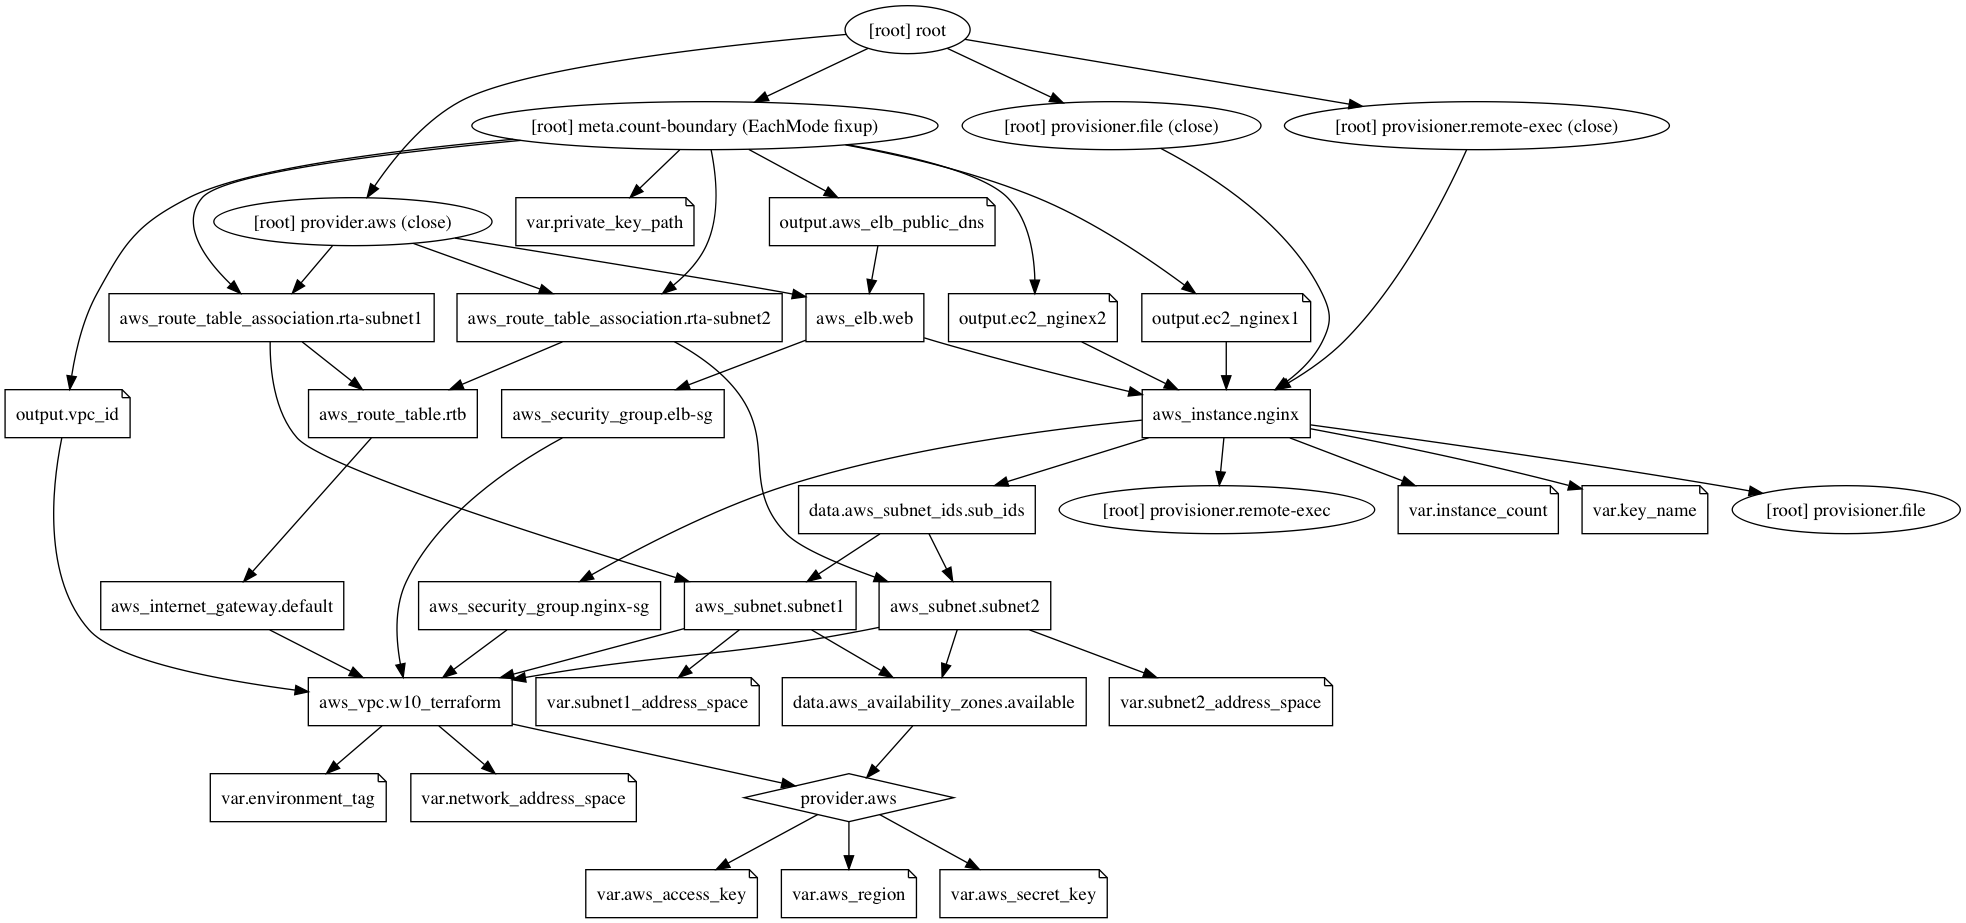 [root] root
[root] meta.count-boundary (EachMode fixup)
[root] provisioner.file (close)
[root] provisioner.remote-exec (close)
[root] provider.aws (close)
var.private_key_path
output.aws_elb_public_dns
aws_route_table_association.rta-subnet1
aws_route_table_association.rta-subnet2
aws_elb.web
output.ec2_nginex2
output.ec2_nginex1
output.vpc_id
aws_route_table.rtb
aws_security_group.elb-sg
aws_instance.nginx
data.aws_subnet_ids.sub_ids
[root] provisioner.remote-exec
var.instance_count
var.key_name
[root] provisioner.file
aws_internet_gateway.default
aws_security_group.nginx-sg
aws_subnet.subnet1
aws_subnet.subnet2
aws_vpc.w10_terraform
var.subnet1_address_space
data.aws_availability_zones.available
var.subnet2_address_space
var.environment_tag
var.network_address_space
provider.aws
var.aws_access_key
var.aws_region
var.aws_secret_key